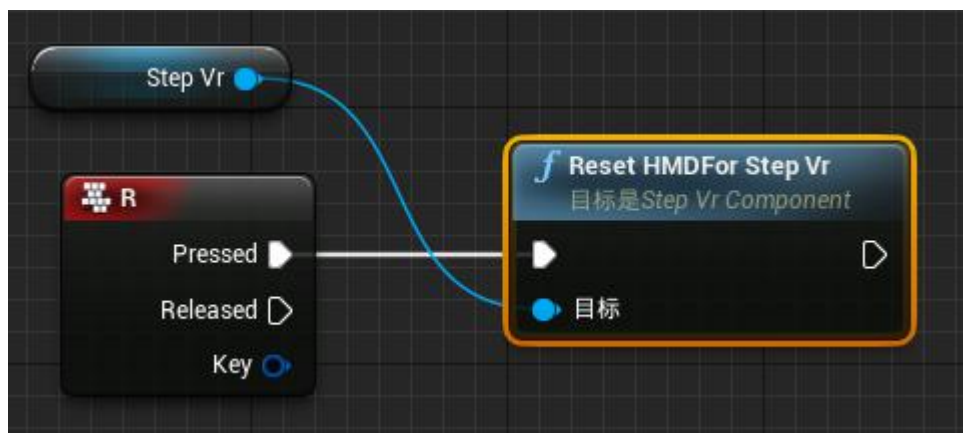 Step Vr
R
Pressed
Released
Key
Reset HMDFor Step Vr
目标是Step Vr Component
目标